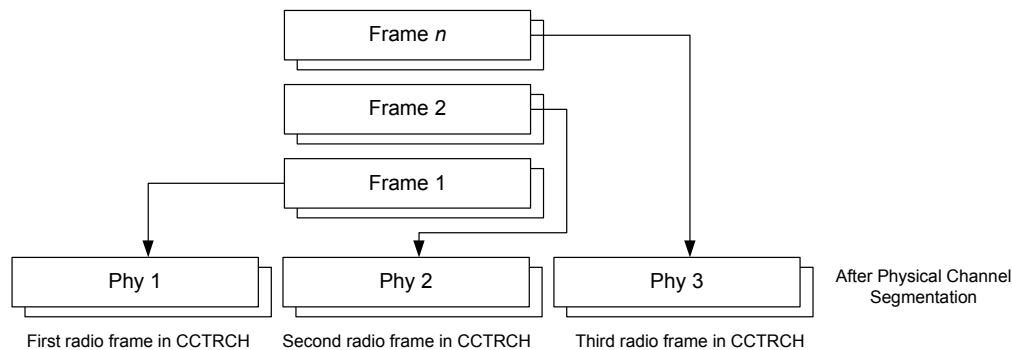 Frame n
Frame 2
Frame 1
Phy 1
Phy 2
Phy 3
After Physical Channel
Segmentation
First radio frame in CCTRCH
Second radio frame in CCTRCH
Third radio frame in CCTRCH